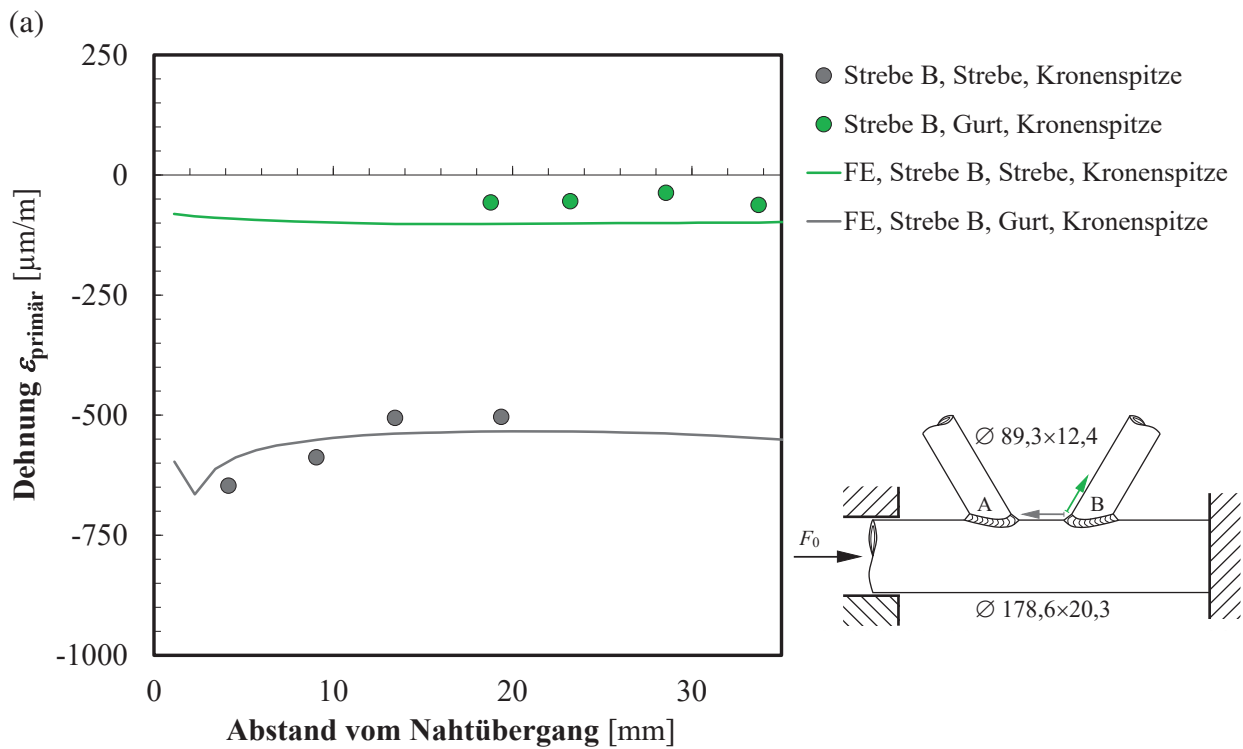 (a)
250
0
-250
-500
-750
-1000
Dehnung εprimär [µm/m]
0 10 20 30
Abstand vom Nahtübergang [mm]
Strebe B, Strebe, Kronenspitze
Strebe B, Gurt, Kronenspitze
FE, Strebe B, Strebe, Kronenspitze
FE, Strebe B, Gurt, Kronenspitze
∅ 89,3×12,4
A B
F0
∅ 178,6×20,3